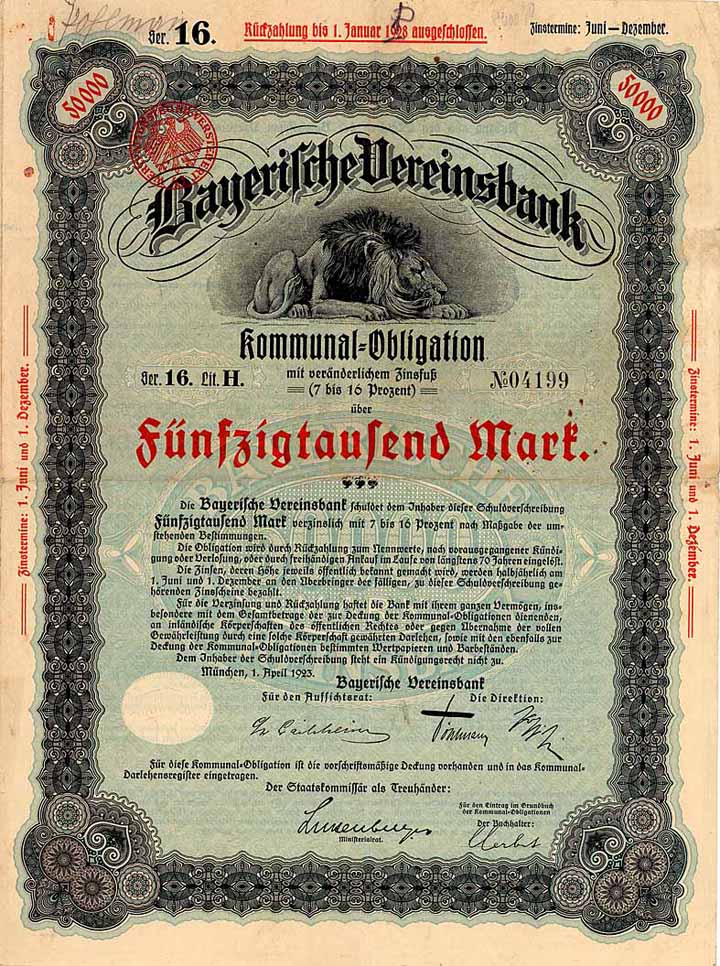 Ser. 16.
Rückzahlung bis 1. Januar 1928 ausgeschlossen.
Zinstermine: Juni — Dezember.
50000
50000
Bayerische Vereinsbank
Kommunal-Obligation
Ser. 16. Lit. H.
mit veränderlichem Zinsfuß
(7 bis 16 Prozent)
№04199
über
Fünfzigtausend Mark.
Zinstermine: 1. Juni und 1. Dezember.
Zinstermine: 1. Juni und 1. Dezember.
Die Bayerische Vereinsbank schuldet dem Inhaber dieser Schuldverschreibung
Fünfzigtausend Mark verzinslich mit 7 bis 16 Prozent nach Maßgabe der um-
stehenden Bestimmungen.
Die Obligation wird durch Rückzahlung zum Nennwerte, nach vorausgegangener Kündi-
gung oder Verlosung, oder durch freihändigen Ankauf im Laufe von längstens 70 Jahren eingelöst.
Die Zinsen, deren Höhe jeweils öffentlich bekannt gemacht wird, werden halbjährlich am
1. Juni und 1. Dezember an den Überbringer der fälligen, zu dieser Schuldverschreibung ge-
hörenden Zinsscheine bezahlt.
Für die Verzinsung und Rückzahlung haftet die Bank mit ihrem ganzen Vermögen, ins-
besondere mit dem Gesamtbetrage der zur Deckung der Kommunal-Obligationen dienenden,
an inländische Körperschaften des öffentlichen Rechtes oder gegen Übernahme der vollen
Gewährleistung durch eine solche Körperschaft gewährten Darlehen, sowie mit den ebenfalls zur
Deckung der Kommunal-Obligationen bestimmten Wertpapieren und Barbeständen.
Dem Inhaber der Schuldverschreibung steht ein Kündigungsrecht nicht zu.
München, 1. April 1923.
Bayerische Vereinsbank
Für den Aufsichtsrat:
Die Direktion:
Pöhlmann
Für diese Kommunal-Obligation ist die vorschriftsmäßige Deckung vorhanden und in das Kommunal-
Darlehensregister eingetragen.
Der Staatskommissär als Treuhänder:
Luxenberger
Ministerialrat.
Für den Eintrag im Grundbuch
der Kommunal-Obligationen
Der Buchhalter: